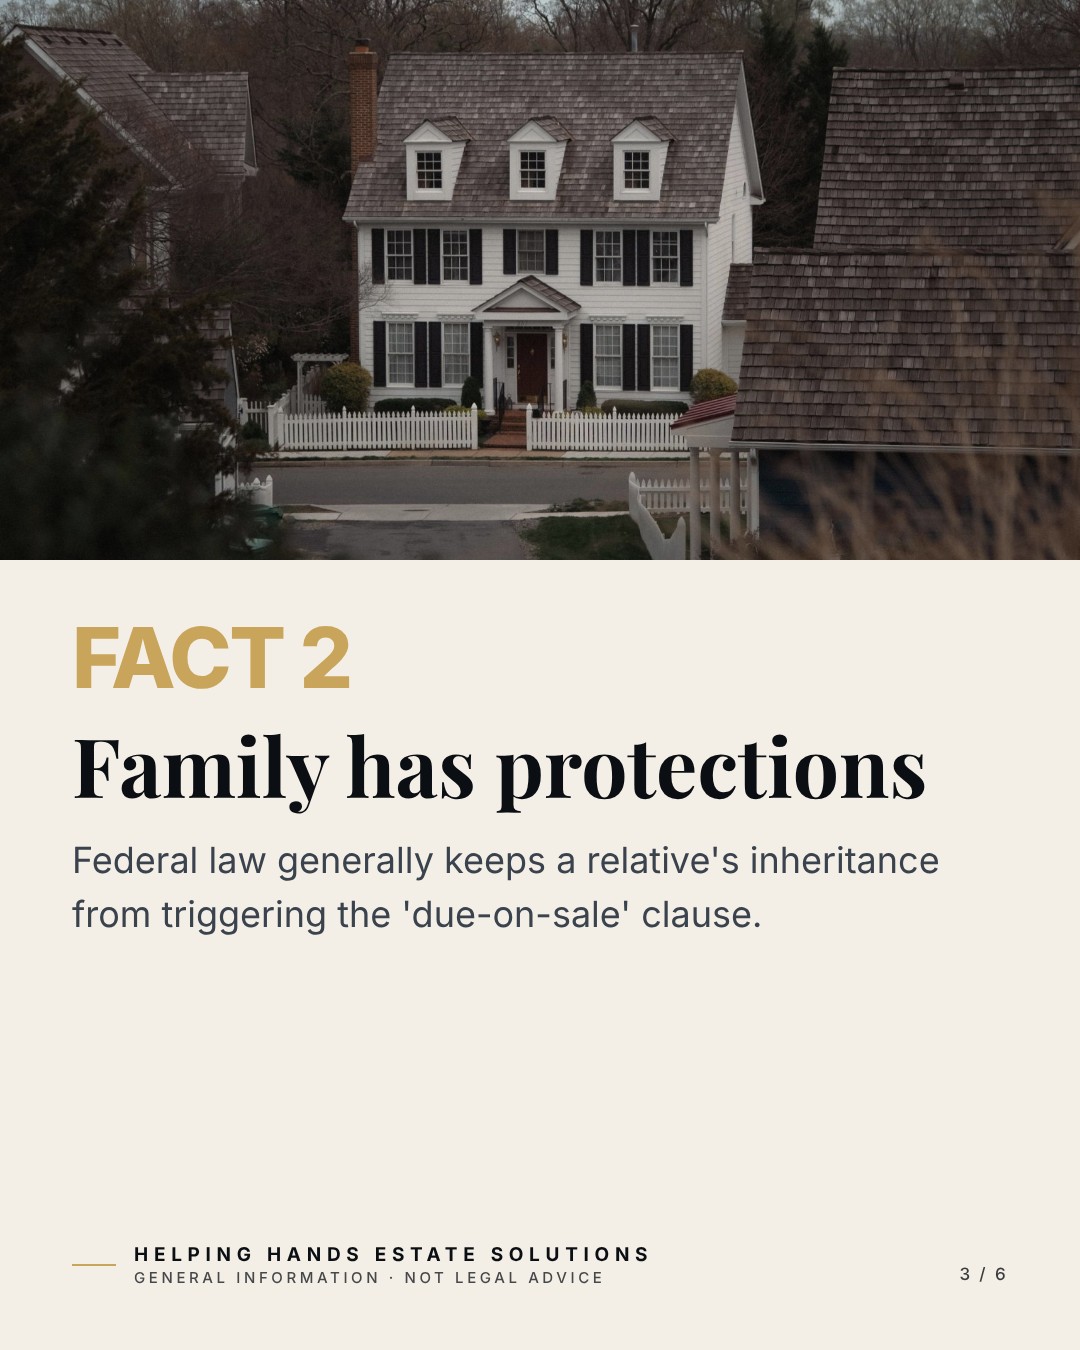 FACT 2
Family has protections
Federal law generally keeps a relative's inheritance
from triggering the 'due-on-sale' clause.
HELPING HANDS ESTATE SOLUTIONS
GENERAL INFORMATION · NOT LEGAL ADVICE
3 / 6